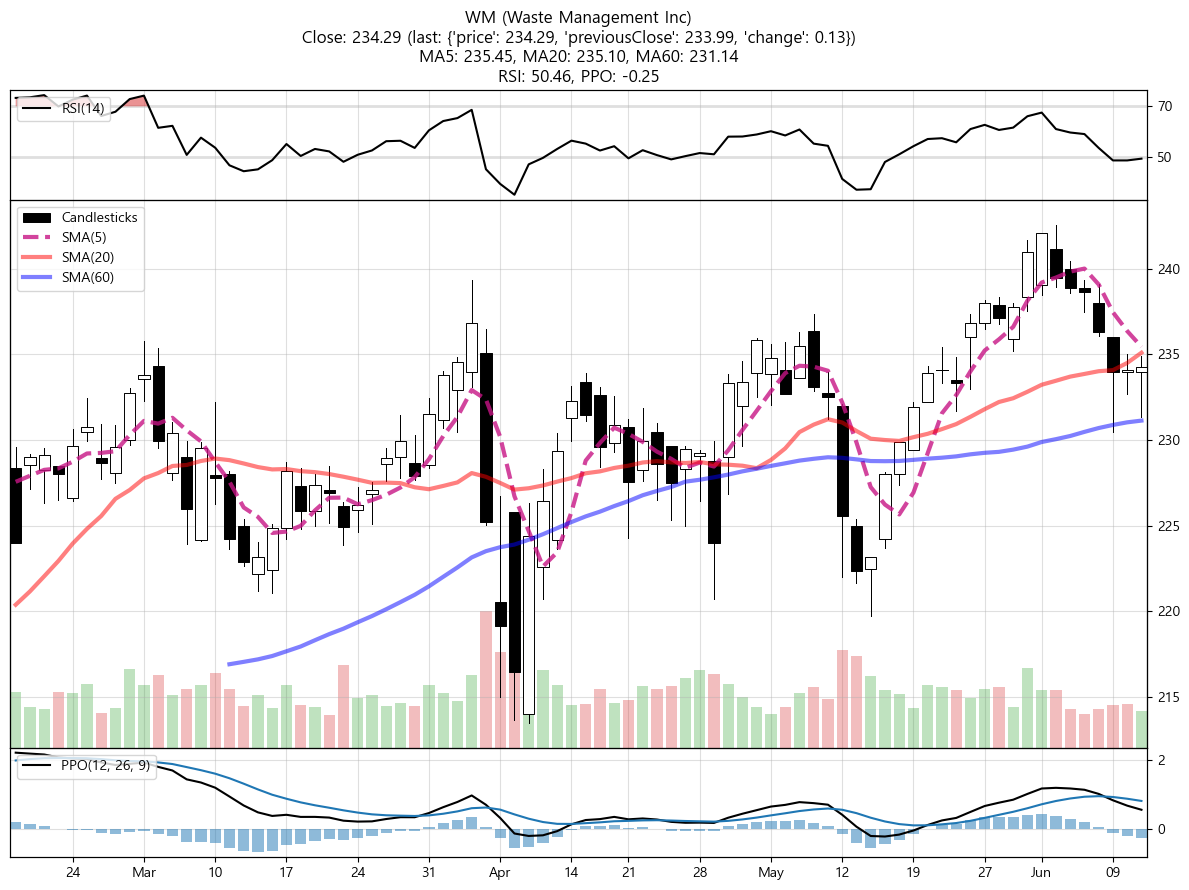 WM (Waste Management Inc)
Close: 234.29 (last: {'price': 234.29, 'previousClose': 233.99, 'change': 0.13})
MA5: 235.45, MA20: 235.10, MA60: 231.14
RSI: 50.46, PPO: -0.25
RSI(14)
70
50
Candlesticks
SMA(5)
SMA(20)
SMA(60)
240
235
230
225
220
215
PPO(12, 26, 9)
2
0
24 Mar 10 17 24 31 Apr 14 21 28 May 12 19 27 Jun 09